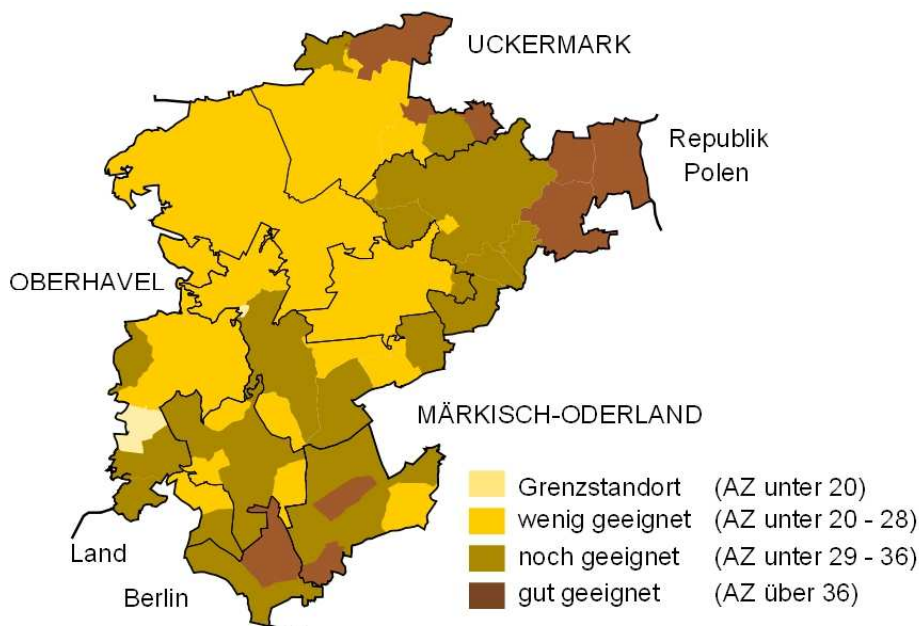 UCKERMARK
Republik
Polen
OBERHAVEL
MÄRKISCH-ODERLAND
Grenzstandort (AZ unter 20)
wenig geeignet (AZ unter 20 - 28)
noch geeignet (AZ unter 29 - 36)
gut geeignet (AZ über 36)
Land
Berlin